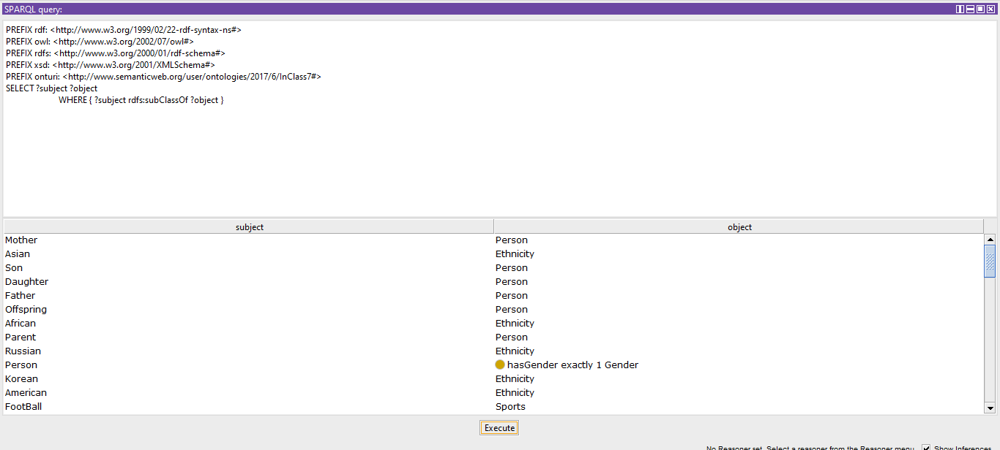 SPARQL query:
PREFIX rdf: <http://www.w3.org/1999/02/22-rdf-syntax-ns#>
PREFIX owl: <http://www.w3.org/2002/07/owl#>
PREFIX rdfs: <http://www.w3.org/2000/01/rdf-schema#>
PREFIX xsd: <http://www.w3.org/2001/XMLSchema#>
PREFIX onturi: <http://www.semanticweb.org/user/ontologies/2017/6/InClass7#>
SELECT ?subject ?object
WHERE { ?subject rdfs:subClassOf ?object }
subject object
Mother Person
Asian Ethnicity
Son Person
Daughter Person
Father Person
Offspring Person
African Ethnicity
Parent Person
Russian Ethnicity
Person hasGender exactly 1 Gender
Korean Ethnicity
American Ethnicity
FootBall Sports
Execute
No Reasoner set. Select a reasoner from the Reasoner menu Show Inferences